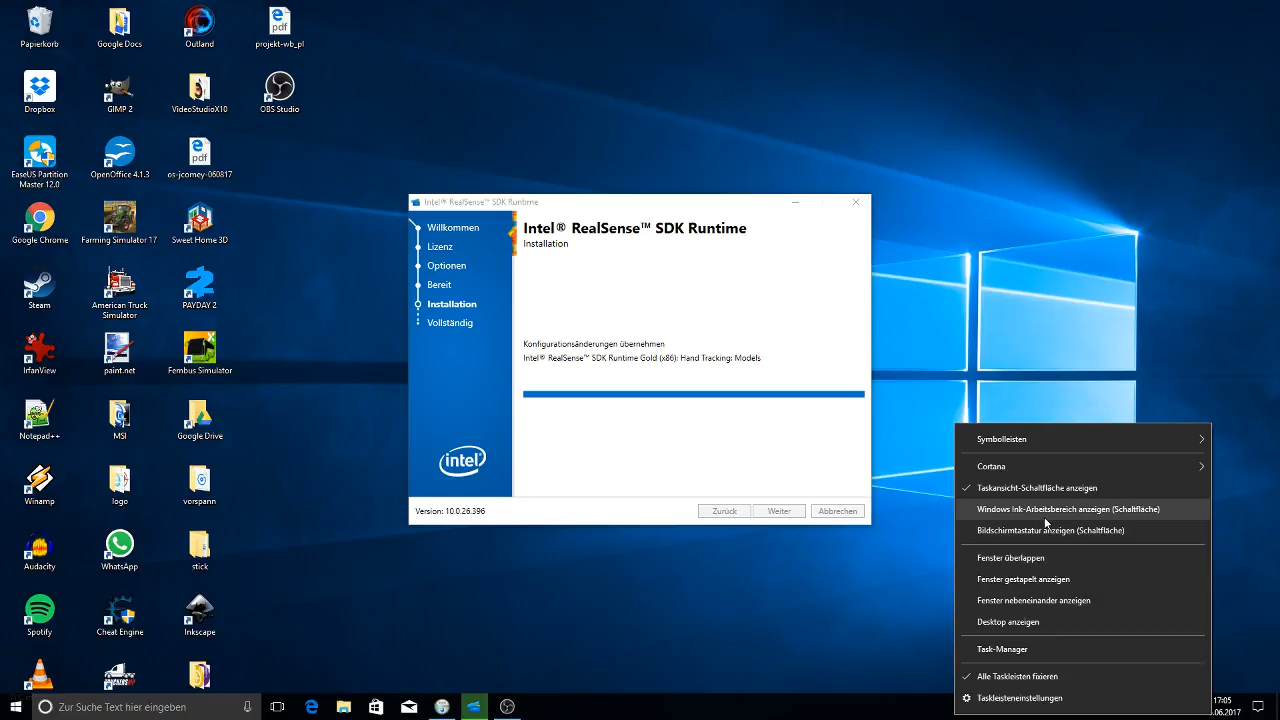 Papierkorb
Google Docs
Outland
projekt-wb_pl
Dropbox
GIMP 2
VideoStudioX10
OBS Studio
EaseUS Partition
Master 12.0
OpenOffice 4.1.3
os-jcomey-060817
Google Chrome
Farming Simulator 17
Sweet Home 3D
Steam
American Truck
Simulator
PAYDAY 2
IrfanView
paint.net
Fernbus Simulator
Notepad++
MSI
Google Drive
Winamp
logo
vorspann
Audacity
WhatsApp
stick
Spotify
Cheat Engine
Inkscape
Intel® RealSense™ SDK Runtime
Willkommen
Lizenz
Optionen
Bereit
Installation
Vollständig
intel
Intel® RealSense™ SDK Runtime
Installation
Konfigurationsänderungen übernehmen
Intel® RealSense™ SDK Runtime Gold (x86): Hand Tracking: Models
Version: 10.0.26.396
Zurück
Weiter
Abbrechen
Symbolleisten
Cortana
Taskansicht-Schaltfläche anzeigen
Windows Ink-Arbeitsbereich anzeigen (Schaltfläche)
Bildschirmtastatur anzeigen (Schaltfläche)
Fenster überlappen
Fenster gestapelt anzeigen
Fenster nebeneinander anzeigen
Desktop anzeigen
Task-Manager
Alle Taskleisten fixieren
Taskleisteneinstellungen
Zur Suche Text hier eingeben
17:05
.06.2017